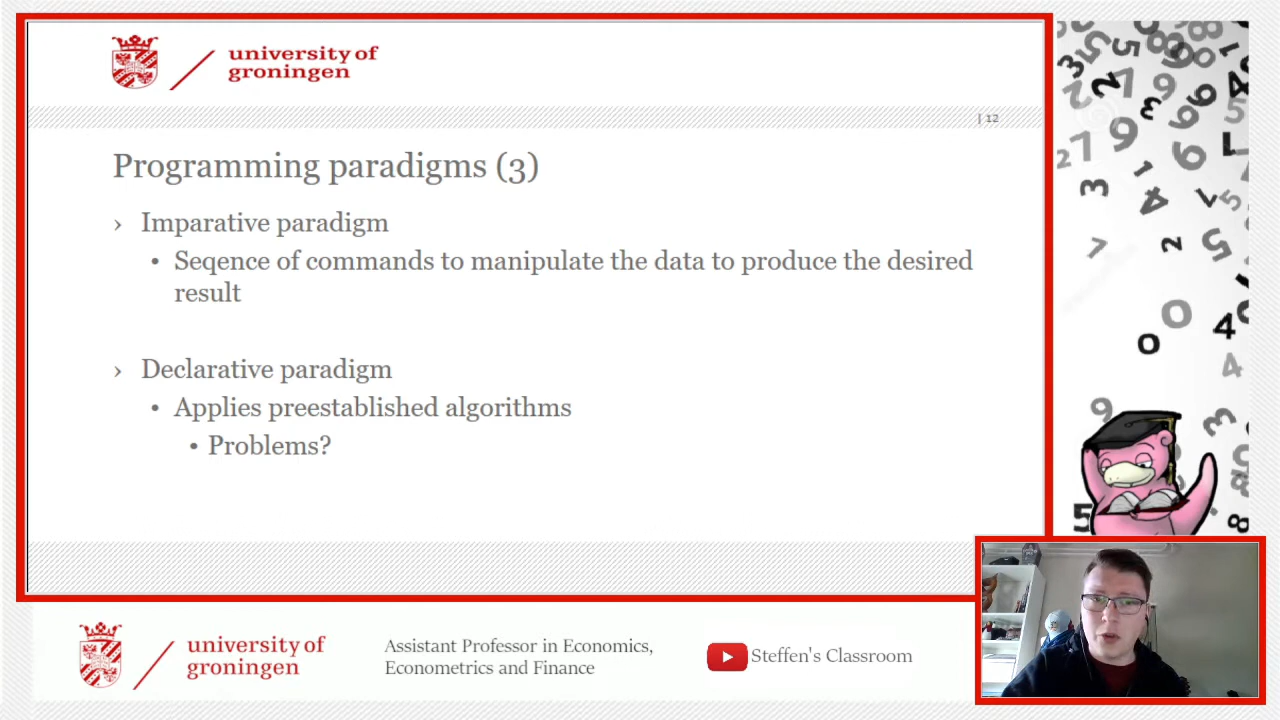 university of
groningen
| 12
Programming paradigms (3)
› Imparative paradigm
• Seqence of commands to manipulate the data to produce the desired
result
› Declarative paradigm
• Applies preestablished algorithms
• Problems?
university of
groningen
Assistant Professor in Economics,
Econometrics and Finance
Steffen's Classroom